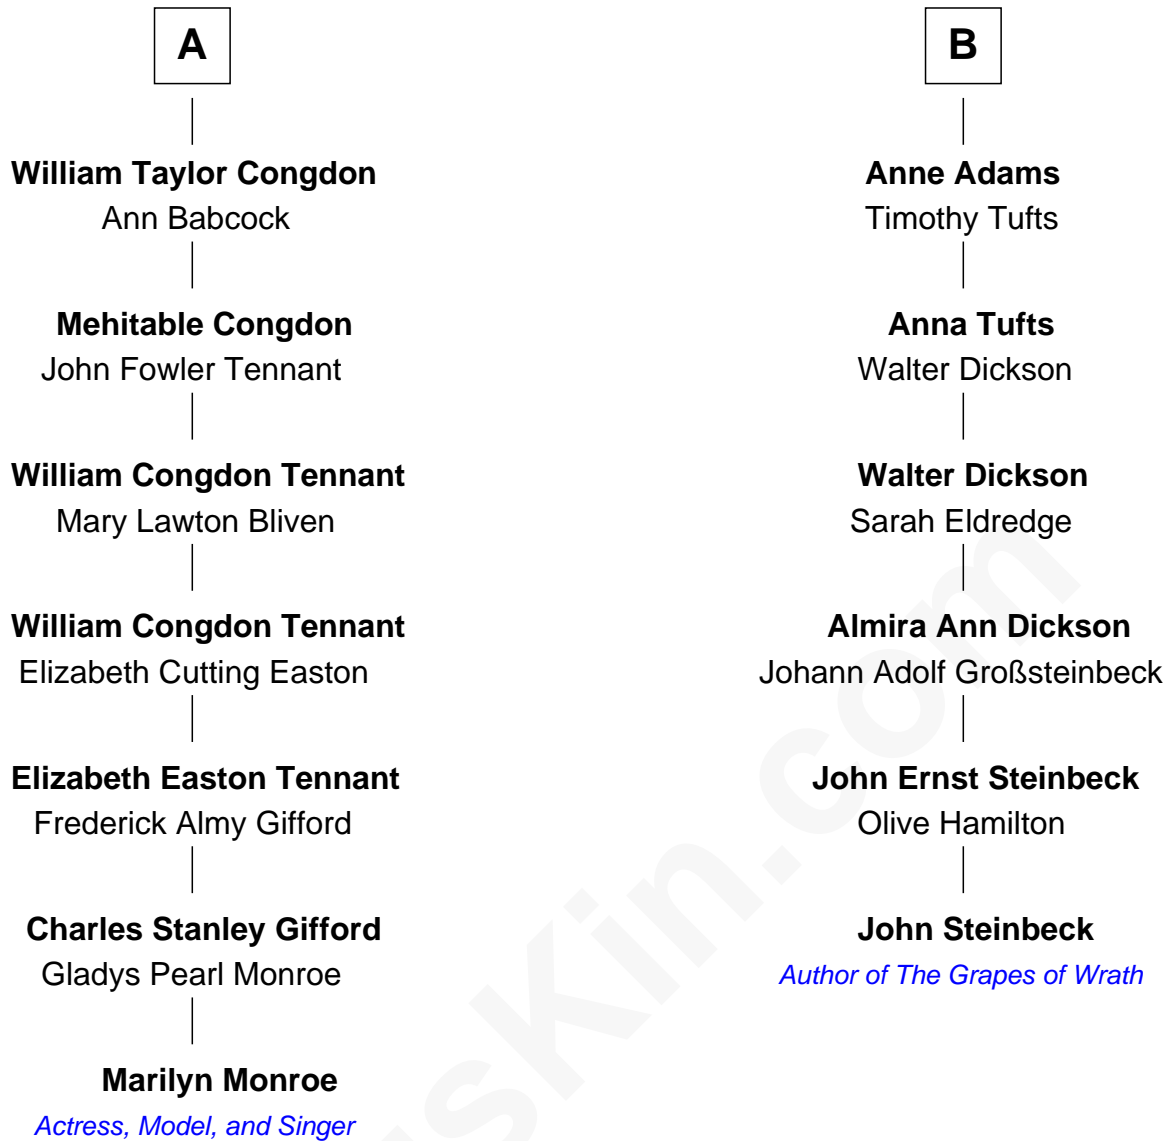 A
William Taylor Congdon
Ann Babcock
Mehitable Congdon
John Fowler Tennant
William Congdon Tennant
Mary Lawton Bliven
William Congdon Tennant
Elizabeth Cutting Easton
Elizabeth Easton Tennant
Frederick Almy Gifford
Charles Stanley Gifford
Gladys Pearl Monroe
Marilyn Monroe
Actress, Model, and Singer
B
Anne Adams
Timothy Tufts
Anna Tufts
Walter Dickson
Walter Dickson
Sarah Eldredge
Almira Ann Dickson
Johann Adolf Großsteinbeck
John Ernst Steinbeck
Olive Hamilton
John Steinbeck
Author of The Grapes of Wrath